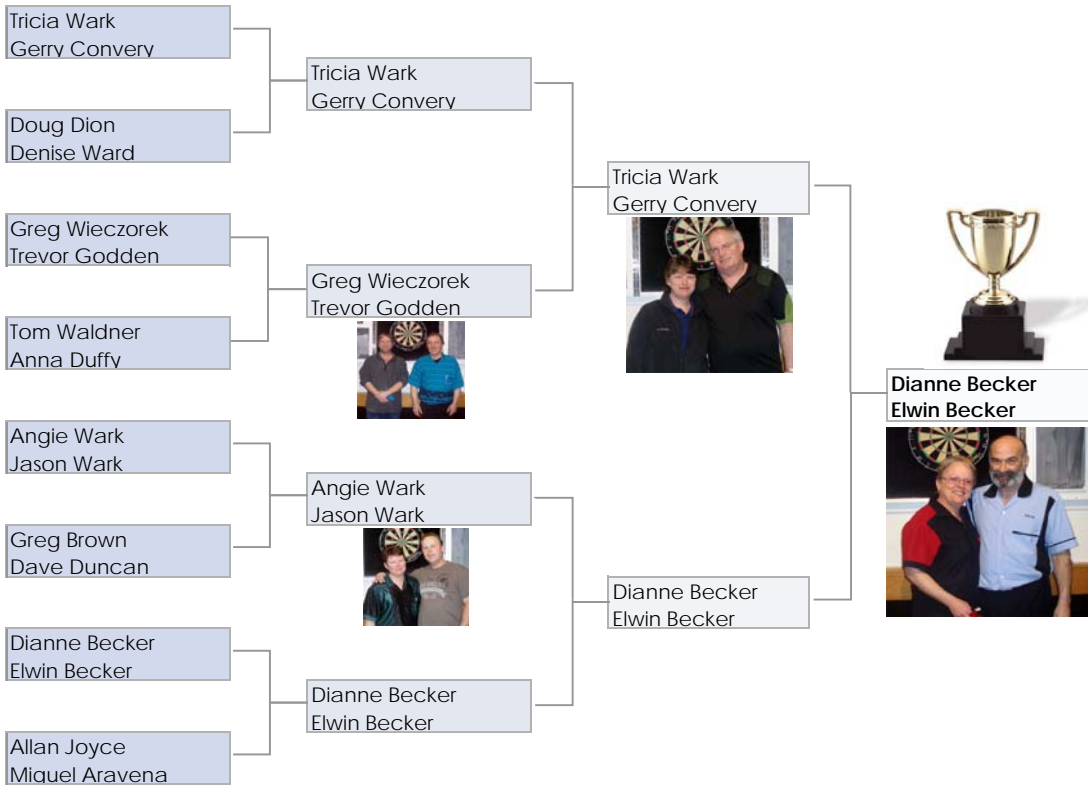 Tricia Wark
Gerry Convery
Doug Dion
Denise Ward
Greg Wieczorek
Trevor Godden
Tom Waldner
Anna Duffy
Angie Wark
Jason Wark
Greg Brown
Dave Duncan
Dianne Becker
Elwin Becker
Allan Joyce
Miguel Aravena
Tricia Wark
Gerry Convery
Greg Wieczorek
Trevor Godden
Angie Wark
Jason Wark
Dianne Becker
Elwin Becker
Tricia Wark
Gerry Convery
Dianne Becker
Elwin Becker
Dianne Becker
Elwin Becker